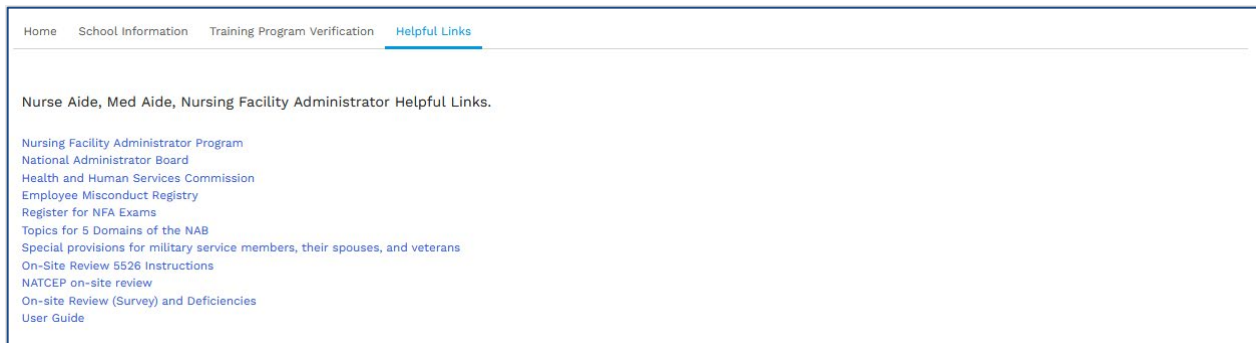 Home School Information Training Program Verification Helpful Links
Nurse Aide, Med Aide, Nursing Facility Administrator Helpful Links.
Nursing Facility Administrator Program
National Administrator Board
Health and Human Services Commission
Employee Misconduct Registry
Register for NFA Exams
Topics for 5 Domains of the NAB
Special provisions for military service members, their spouses, and veterans
On-Site Review 5526 Instructions
NATCEP on-site review
On-site Review (Survey) and Deficiencies
User Guide